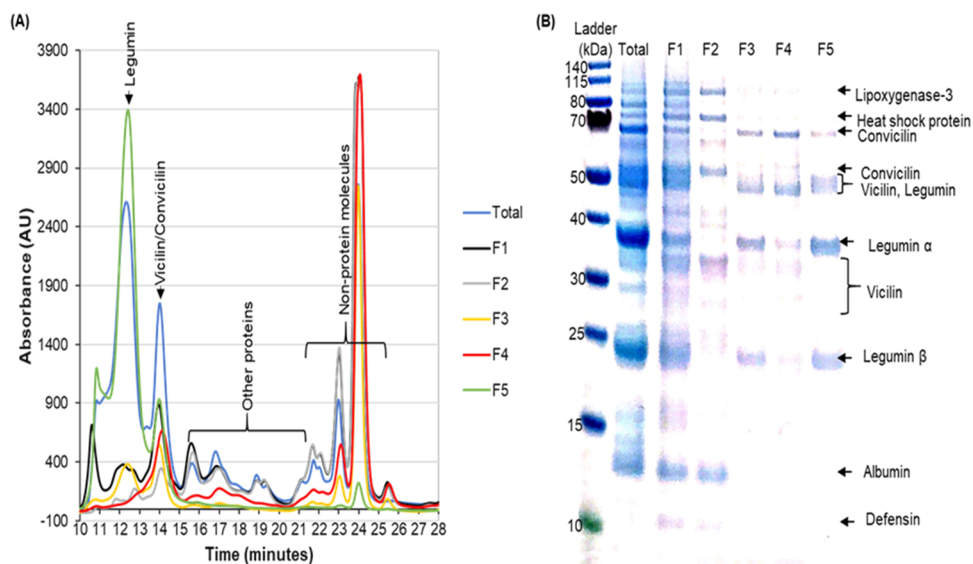 (A)
Legumin
Vicilin/Convicilin
Other proteins
Non-protein molecules
Absorbance (AU)
3900
3400
2900
2400
1900
1400
900
400
-100
10 11 12 13 14 15 16 17 18 19 20 21 22 23 24 25 26 27 28
Time (minutes)
Total
F1
F2
F3
F4
F5
(B)
Ladder
(kDa) Total F1 F2 F3 F4 F5
140
115
80
70
50
40
30
25
15
10
Lipoxygenase-3
Heat shock protein
Convicilin
Convicilin
Vicilin, Legumin
Legumin α
Vicilin
Legumin β
Albumin
Defensin